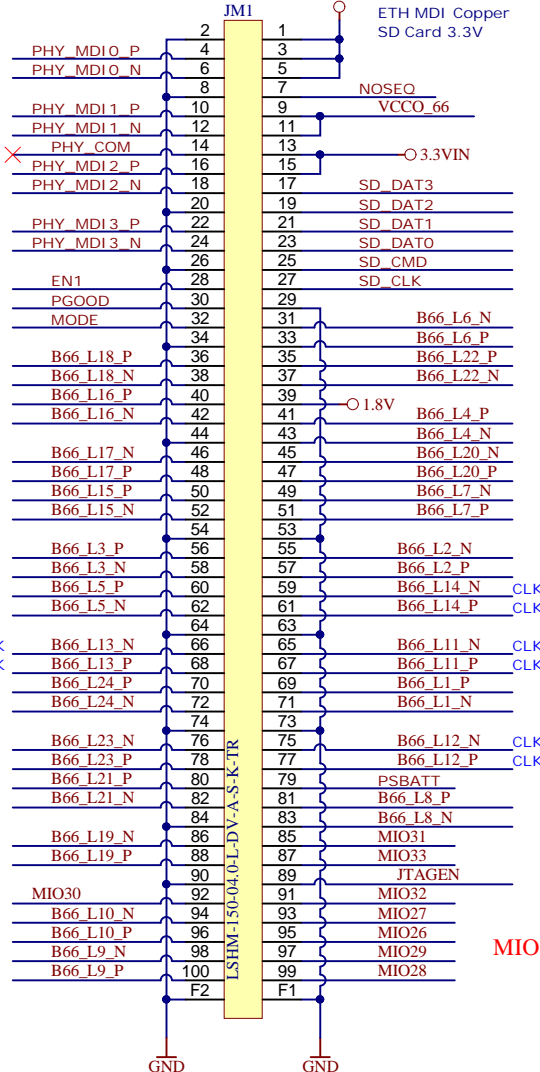 JM1
ETH MDI Copper
SD Card 3.3V
2 1
PHY_MDI0_P 4 3
PHY_MDI0_N 6 5
8 7 NOSEQ
PHY_MDI1_P 10 9 VCCO_66
PHY_MDI1_N 12 11
PHY_COM 14 13 3.3VIN
PHY_MDI2_P 16 15
PHY_MDI2_N 18 17 SD_DAT3
20 19 SD_DAT2
PHY_MDI3_P 22 21 SD_DAT1
PHY_MDI3_N 24 23 SD_DAT0
26 25 SD_CMD
EN1 28 27 SD_CLK
PGOOD 30 29
MODE 32 31 B66_L6_N
34 33 B66_L6_P
B66_L18_P 36 35 B66_L22_P
B66_L18_N 38 37 B66_L22_N
B66_L16_P 40 39 1.8V
B66_L16_N 42 41 B66_L4_P
44 43 B66_L4_N
B66_L17_N 46 45 B66_L20_N
B66_L17_P 48 47 B66_L20_P
B66_L15_P 50 49 B66_L7_N
B66_L15_N 52 51 B66_L7_P
54 53
B66_L3_P 56 55 B66_L2_N
B66_L3_N 58 57 B66_L2_P
B66_L5_P 60 59 B66_L14_N CLK
B66_L5_N 62 61 B66_L14_P CLK
64 63
B66_L13_N 66 65 B66_L11_N CLK
B66_L13_P 68 67 B66_L11_P CLK
B66_L24_P 70 69 B66_L1_P
B66_L24_N 72 71 B66_L1_N
74 73
B66_L23_N 76 75 B66_L12_N CLK
B66_L23_P 78 77 B66_L12_P CLK
B66_L21_P 80 79 PSBATT
B66_L21_N 82 81 B66_L8_P
84 83 B66_L8_N
B66_L19_N 86 85 MIO31
B66_L19_P 88 87 MIO33
90 89 JTAGEN
MIO30 92 91 MIO32
B66_L10_N 94 93 MIO27
B66_L10_P 96 95 MIO26
B66_L9_N 98 97 MIO29
B66_L9_P 100 99 MIO28
F2 F1
LSHM-150-04.0-L-DV-A-S-K-TR
MIO
GND GND